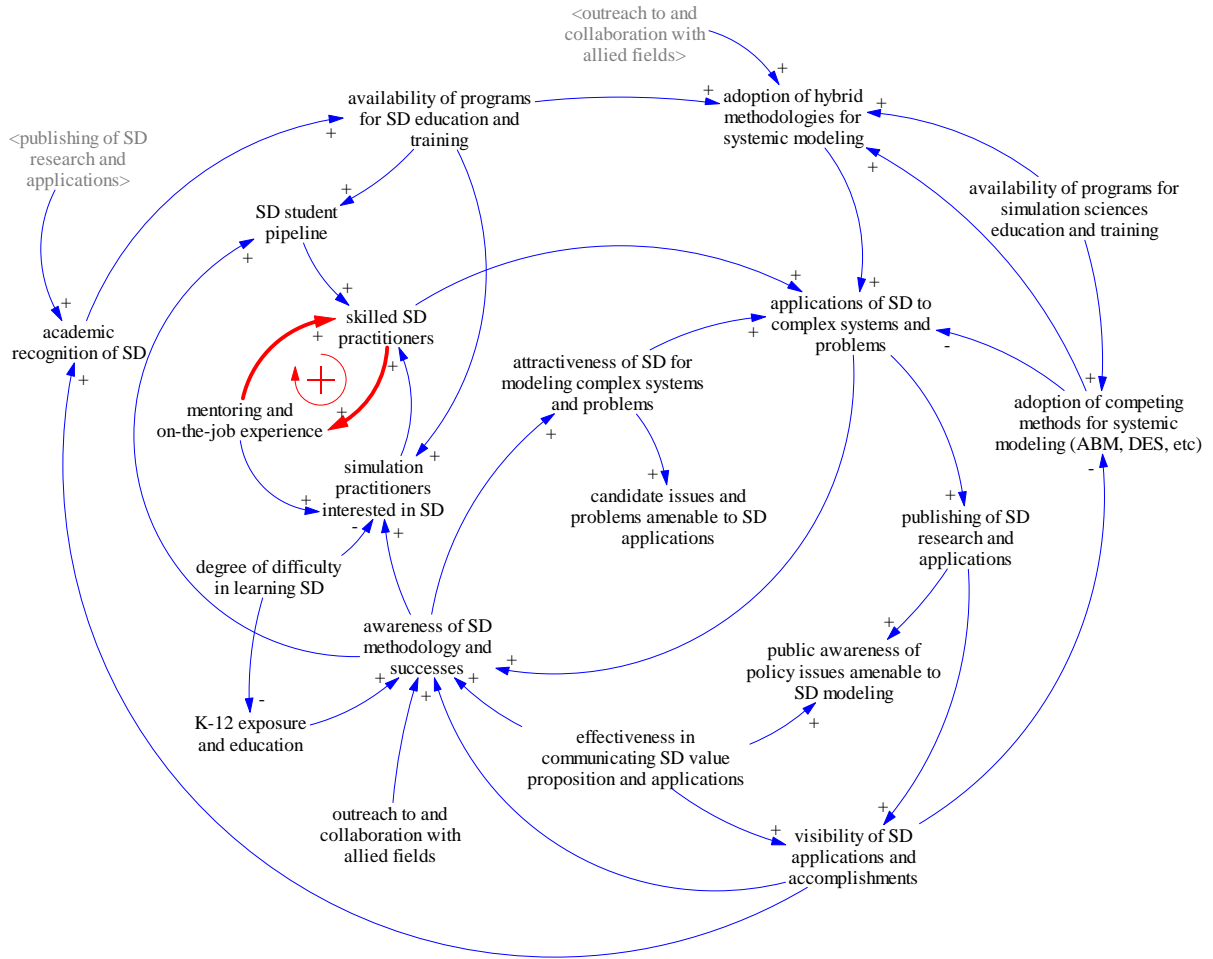 <outreach to and
collaboration with
allied fields>
availability of programs
for SD education and
training
adoption of hybrid
methodologies for
systemic modeling
<publishing of SD
research and
applications>
availability of programs for
simulation sciences
education and training
SD student
pipeline
academic
recognition of SD
skilled SD
practitioners
applications of SD to
complex systems and
problems
attractiveness of SD for
modeling complex systems
and problems
mentoring and
on-the-job experience
adoption of competing
methods for systemic
modeling (ABM, DES, etc)
simulation
practitioners
interested in SD
candidate issues and
problems amenable to SD
applications
publishing of SD
research and
applications
degree of difficulty
in learning SD
awareness of SD
methodology and
successes
public awareness of
policy issues amenable to
SD modeling
K-12 exposure
and education
effectiveness in
communicating SD value
proposition and applications
outreach to and
collaboration with
allied fields
visibility of SD
applications and
accomplishments